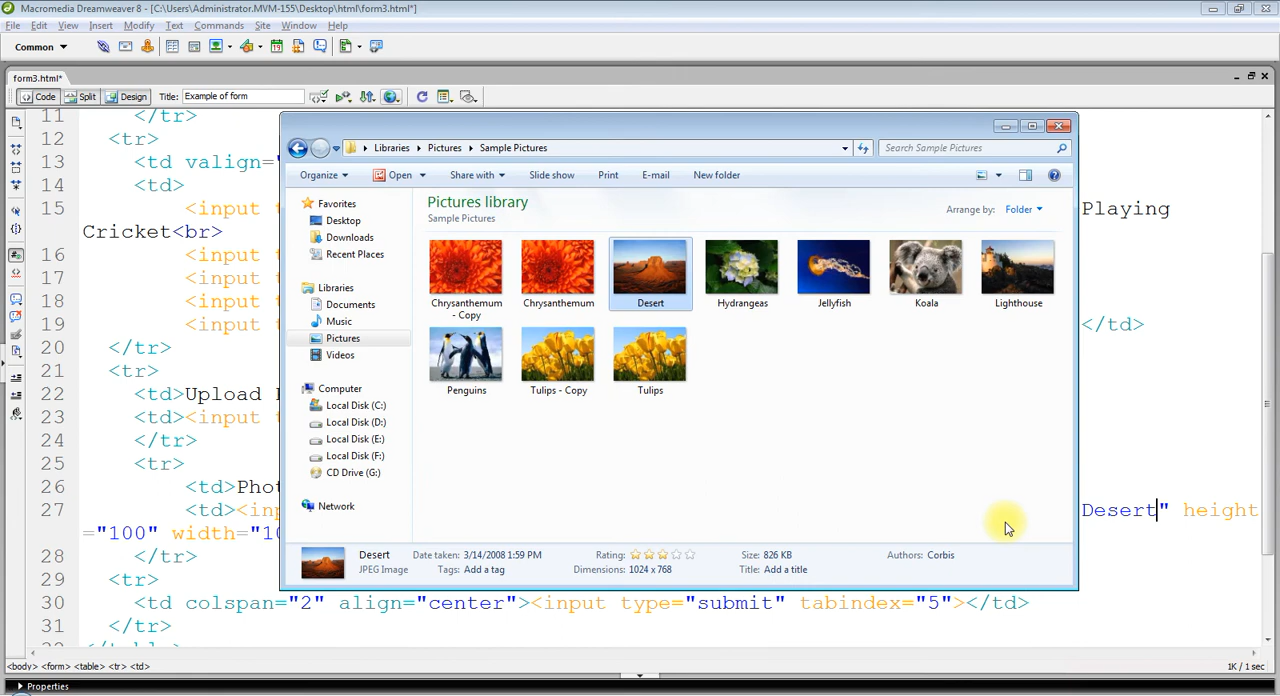 Macromedia Dreamweaver 8 - [C:\Users\Administrator.MVM-155\Desktop\html\form3.html*]
File Edit View Insert Modify Text Commands Site Window Help
Common
form3.html*
Code Split Design Title: Example of form
11 </tr>
12 <tr>
13 <td valign="
14 <td>
15 <input t Playing
Cricket<br>
16 <input t
17 <input t
18 <input t
19 <input t </td>
20 </tr>
21 <tr>
22 <td>Upload
23 <td><input t
24 </tr>
25 <tr>
26 <td>Phot
27 <td><inp Desert" height
="100" width="10
28 </tr>
29 <tr>
30 <td colspan="2" align="center"><input type="submit" tabindex="5"></td>
31 </tr>
<body> <form> <table> <tr> <td> 1K / 1 sec
Properties
Libraries Pictures Sample Pictures Search Sample Pictures
Organize Open Share with Slide show Print E-mail New folder
Favorites
Desktop
Downloads
Recent Places
Libraries
Documents
Music
Pictures
Videos
Computer
Local Disk (C:)
Local Disk (D:)
Local Disk (E:)
Local Disk (F:)
CD Drive (G:)
Network
Pictures library
Sample Pictures
Arrange by: Folder
Chrysanthemum - Copy
Chrysanthemum
Desert
Hydrangeas
Jellyfish
Koala
Lighthouse
Penguins
Tulips - Copy
Tulips
Desert Date taken: 3/14/2008 1:59 PM Rating: Size: 826 KB Authors: Corbis
JPEG Image Tags: Add a tag Dimensions: 1024 x 768 Title: Add a title